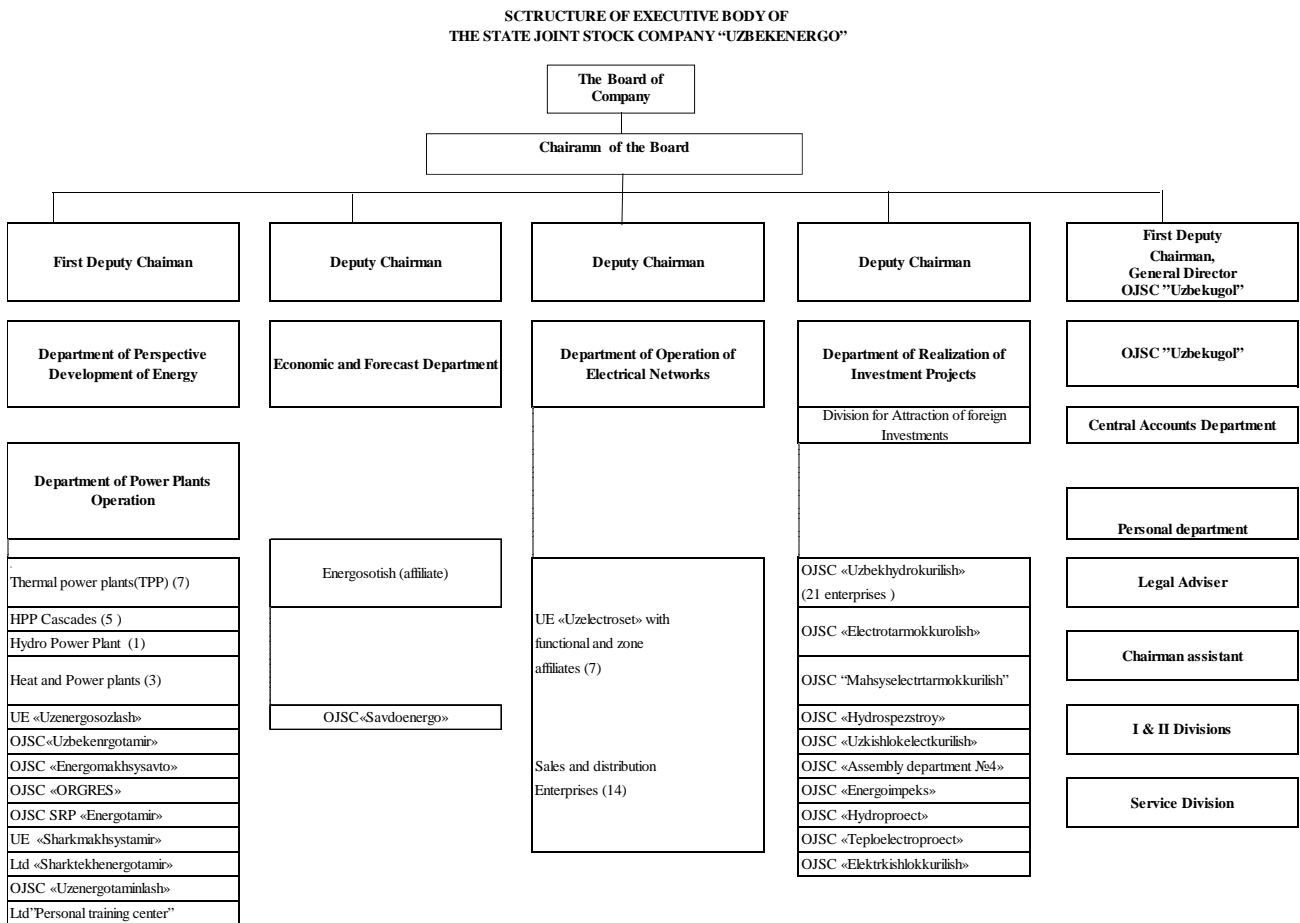 SCTRUCTURE OF EXECUTIVE BODY OF
THE STATE JOINT STOCK COMPANY “UZBEKENERGO”
The Board of
Company
Chairamn of the Board
First Deputy Chaiman
Deputy Chairman
Deputy Chairman
Deputy Chairman
First Deputy
Chairman,
General Director
OJSC ”Uzbekugol”
Department of Perspective
Development of Energy
Economic and Forecast Department
Department of Operation of
Electrical Networks
Department of Realization of
Investment Projects
OJSC ”Uzbekugol”
Division for Attraction of foreign
Investments
Central Accounts Department
Department of Power Plants
Operation
Personal department
Thermal power plants(TPP) (7)
HPP Cascades (5 )
Hydro Power Plant (1)
Heat and Power plants (3)
UE «Uzenergosozlash»
OJSC«Uzbekenrgotamir»
OJSC «Energomakhsysavto»
OJSC «ORGRES»
OJSC SRP «Energotamir»
UE «Sharkmakhsystamir»
Ltd «Sharktekhenergotamir»
OJSC «Uzenergotaminlash»
Ltd”Personal training center”
Energosotish (affiliate)
OJSC«Savdoenergo»
UE «Uzelectroset» with
functional and zone
affiliates (7)
Sales and distribution
Enterprises (14)
OJSC «Uzbekhydrokurilish»
(21 enterprises )
OJSC «Electrotarmokkurolish»
OJSC “Mahsyselectrtarmokkurilish”
OJSC «Hydrospezstroy»
OJSC «Uzkishlokelectkurilish»
OJSC «Assembly department №4»
OJSC «Energoimpeks»
OJSC «Hydroproect»
OJSC «Teploelectroproect»
OJSC «Elektrkishlokkurilish»
Legal Adviser
Chairman assistant
I & II Divisions
Service Division